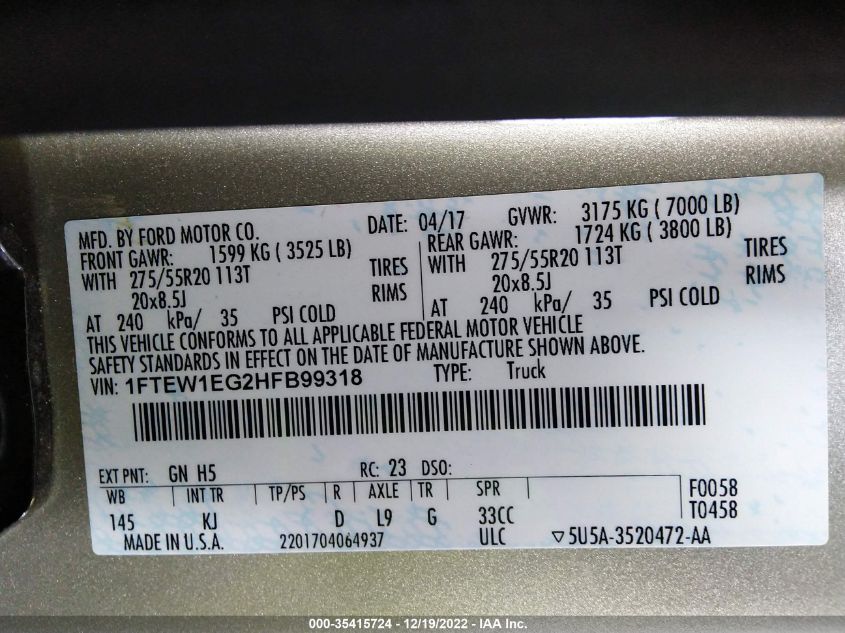 MFD. BY FORD MOTOR CO. DATE: 04/17 GVWR: 3175 KG ( 7000 LB)
FRONT GAWR: 1599 KG ( 3525 LB) REAR GAWR: 1724 KG ( 3800 LB)
WITH 275/55R20 113T TIRES WITH 275/55R20 113T TIRES
20x8.5J RIMS 20x8.5J RIMS
AT 240 kPa/ 35 PSI COLD AT 240 kPa/ 35 PSI COLD
THIS VEHICLE CONFORMS TO ALL APPLICABLE FEDERAL MOTOR VEHICLE
SAFETY STANDARDS IN EFFECT ON THE DATE OF MANUFACTURE SHOWN ABOVE.
VIN: 1FTEW1EG2HFB99318 TYPE: Truck
EXT PNT: GN H5 RC: 23 DSO:
WB INT TR TP/PS R AXLE TR SPR F0058
145 KJ D L9 G 33CC T0458
MADE IN U.S.A. 2201704064937 ULC ▽5U5A-3520472-AA
000-35415724 - 12/19/2022 - IAA Inc.